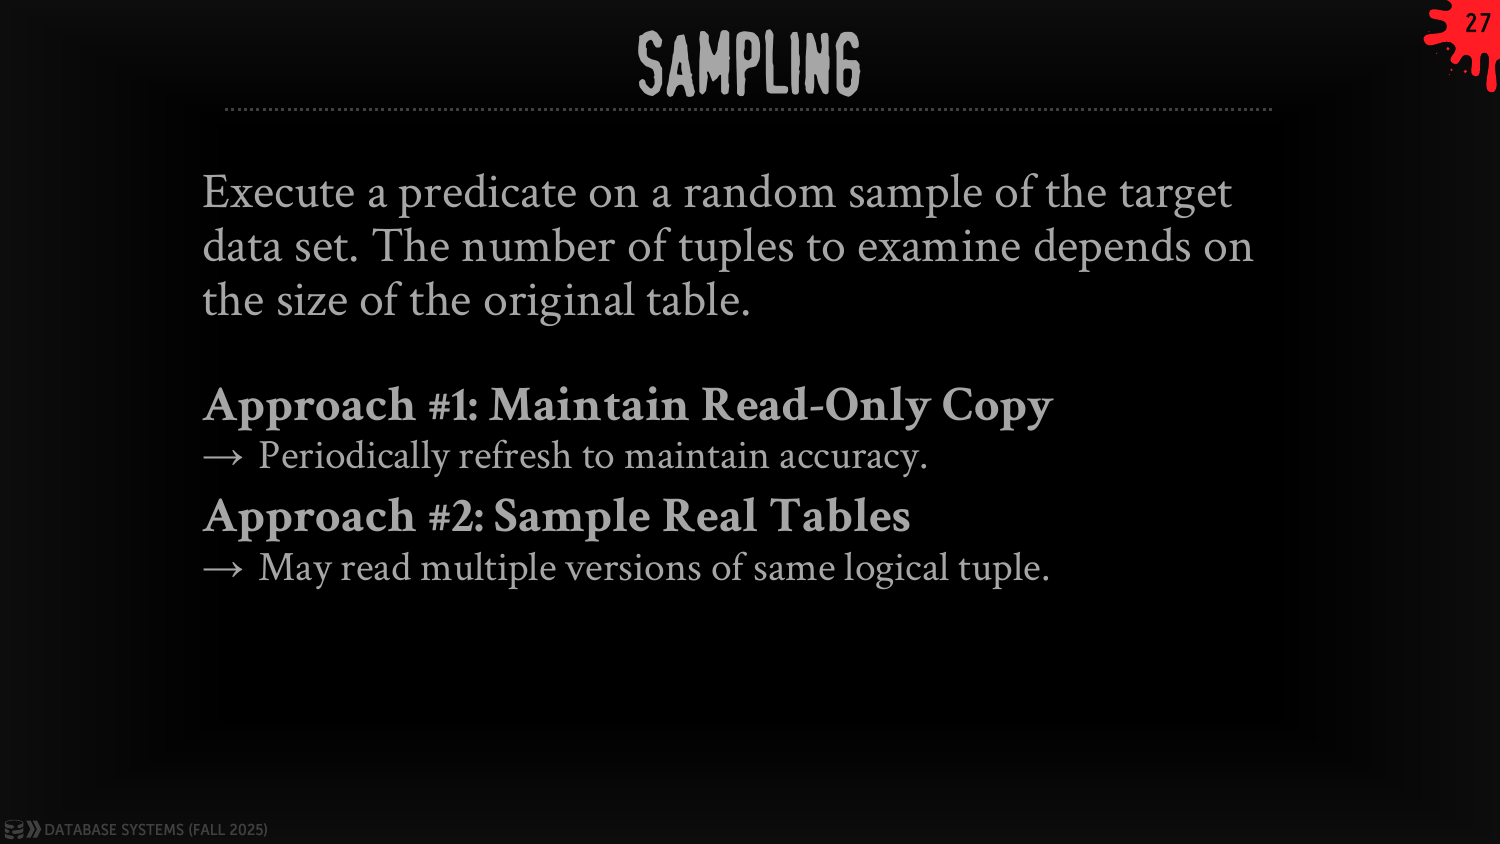 27
SAMPLING
Execute a predicate on a random sample of the target
data set. The number of tuples to examine depends on
the size of the original table.
Approach #1: Maintain Read-Only Copy
→ Periodically refresh to maintain accuracy.
Approach #2: Sample Real Tables
→ May read multiple versions of same logical tuple.
DATABASE SYSTEMS (FALL 2025)